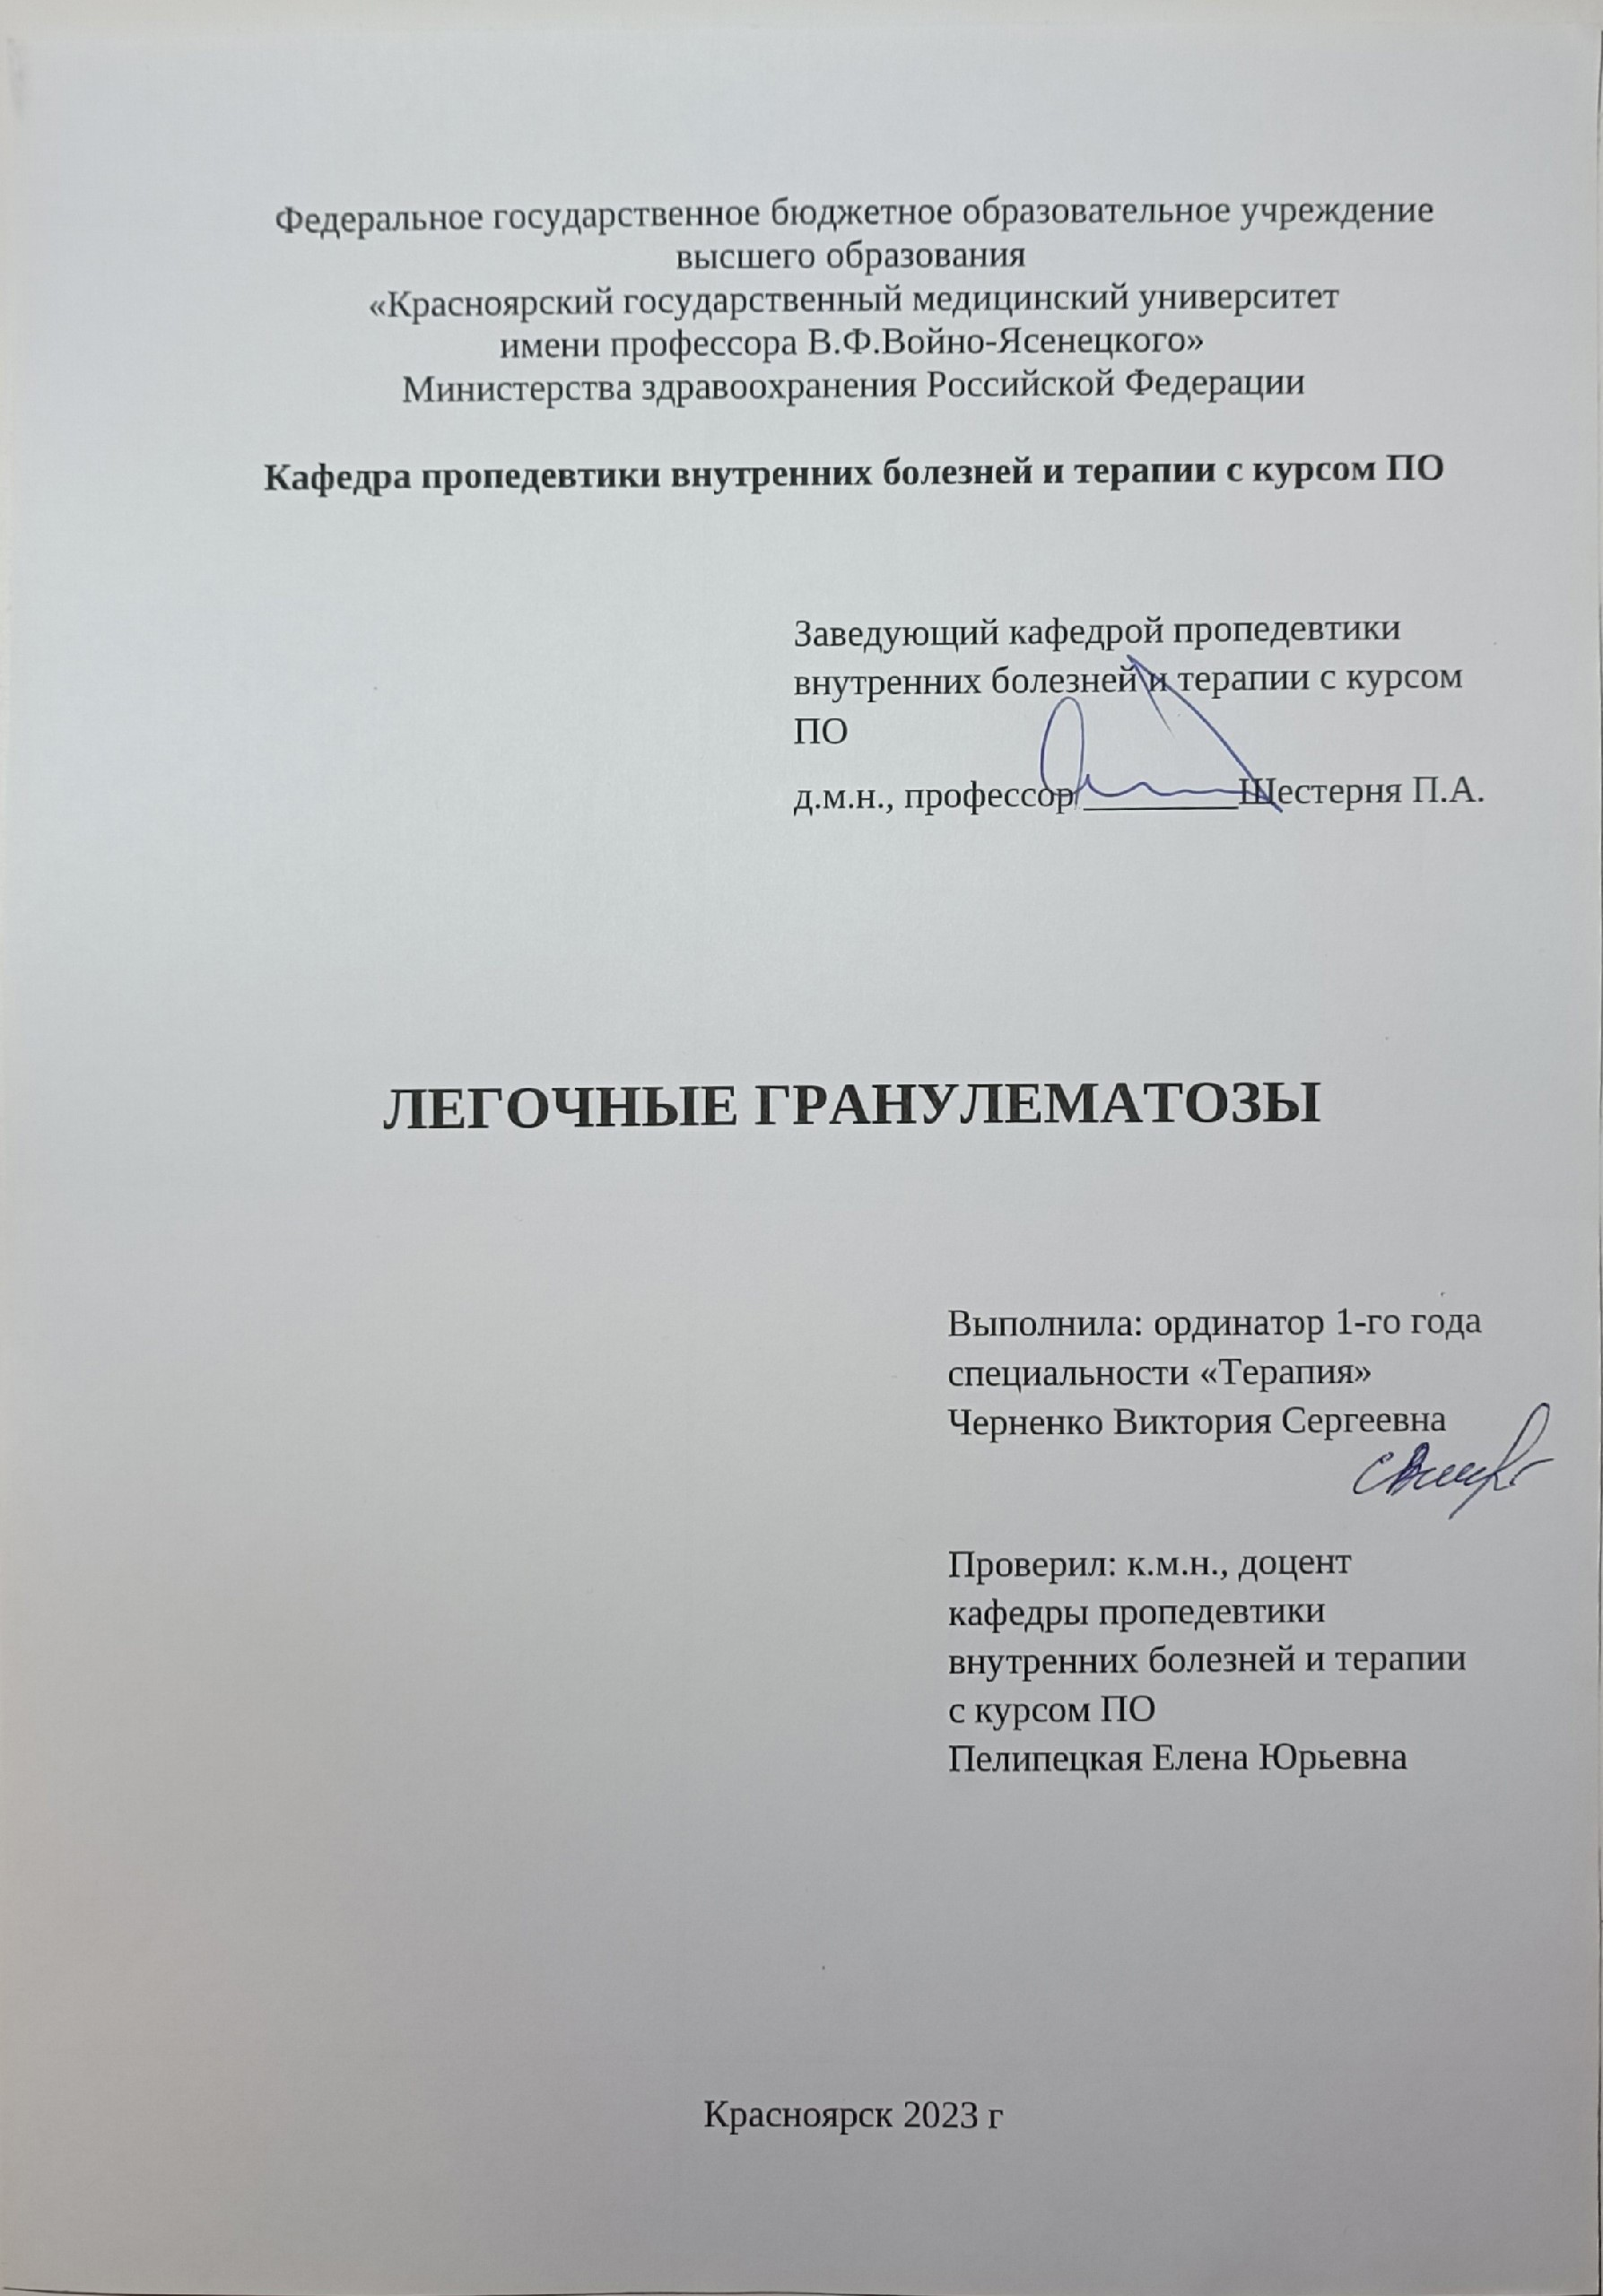 Федеральное государственное бюджетное образовательное учреждение
высшего образования
«Красноярский государственный медицинский университет
имени профессора В.Ф.Войно-Ясенецкого»
Министерства здравоохранения Российской Федерации
Кафедра пропедевтики внутренних болезней и терапии с курсом ПО
Заведующий кафедрой пропедевтики
внутренних болезней и терапии с курсом
ПО
д.м.н., профессор ________Шестерня П.А.
ЛЕГОЧНЫЕ ГРАНУЛЕМАТОЗЫ
Выполнила: ординатор 1-го года
специальности «Терапия»
Черненко Виктория Сергеевна
Проверил: к.м.н., доцент
кафедры пропедевтики
внутренних болезней и терапии
с курсом ПО
Пелипецкая Елена Юрьевна
Красноярск 2023 г